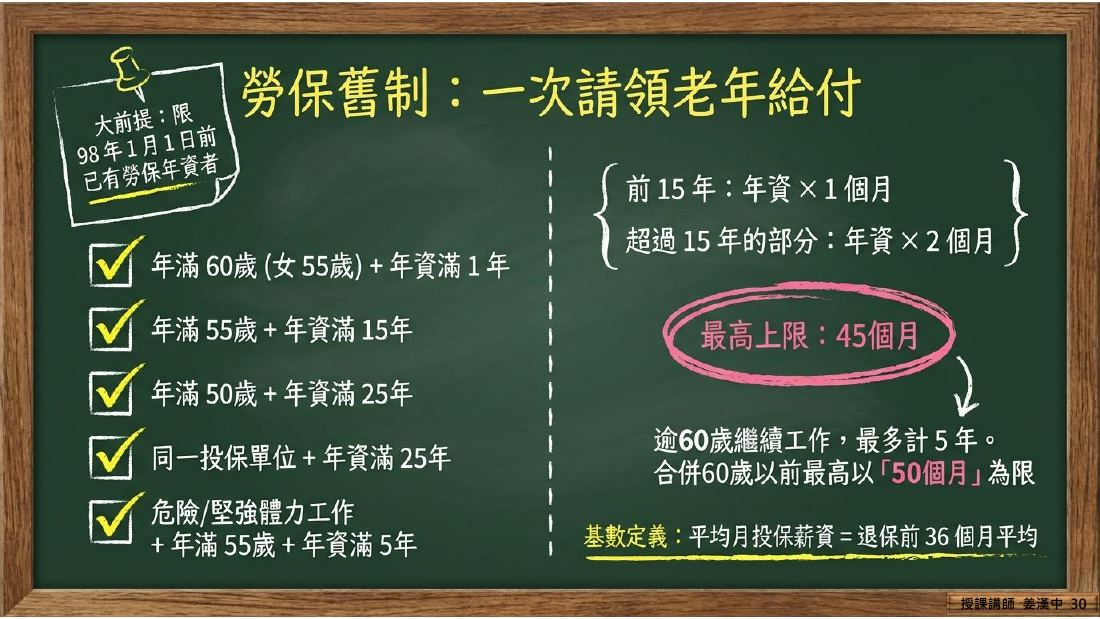 勞保舊制：一次請領老年給付
大前提：限
98年1月1日前
已有勞保年資者
年滿 60歲 (女 55歲) + 年資滿 1 年
年滿 55歲 + 年資滿 15年
年滿 50歲 + 年資滿 25年
同一投保單位 + 年資滿 25年
危險/堅強體力工作
+ 年滿 55歲 + 年資滿 5年
前 15 年：年資 × 1 個月
超過 15 年的部分：年資 × 2 個月
最高上限：45個月
逾60歲繼續工作，最多計 5 年。
合併60歲以前最高以「50個月」為限
基數定義：平均月投保薪資 = 退保前 36 個月平均
授課講師 姜漢中 30